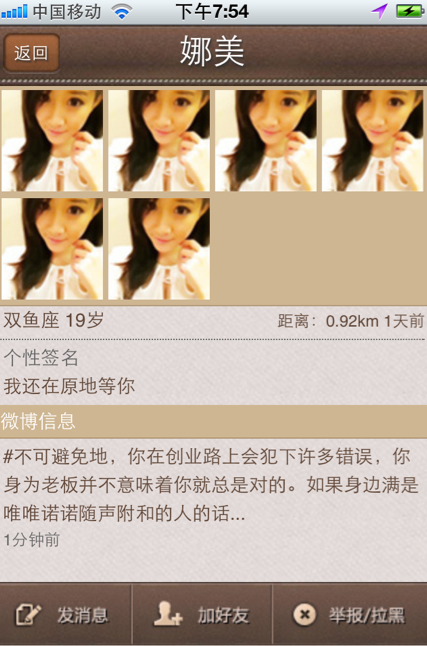 中国移动 下午7:54
返回 娜美
双鱼座 19岁 距离：0.92km 1天前
个性签名
我还在原地等你
微博信息
#不可避免地，你在创业路上会犯下许多错误，你
身为老板并不意味着你就总是对的。如果身边满是
唯唯诺诺随声附和的人的话...
1分钟前
发消息 加好友 举报/拉黑